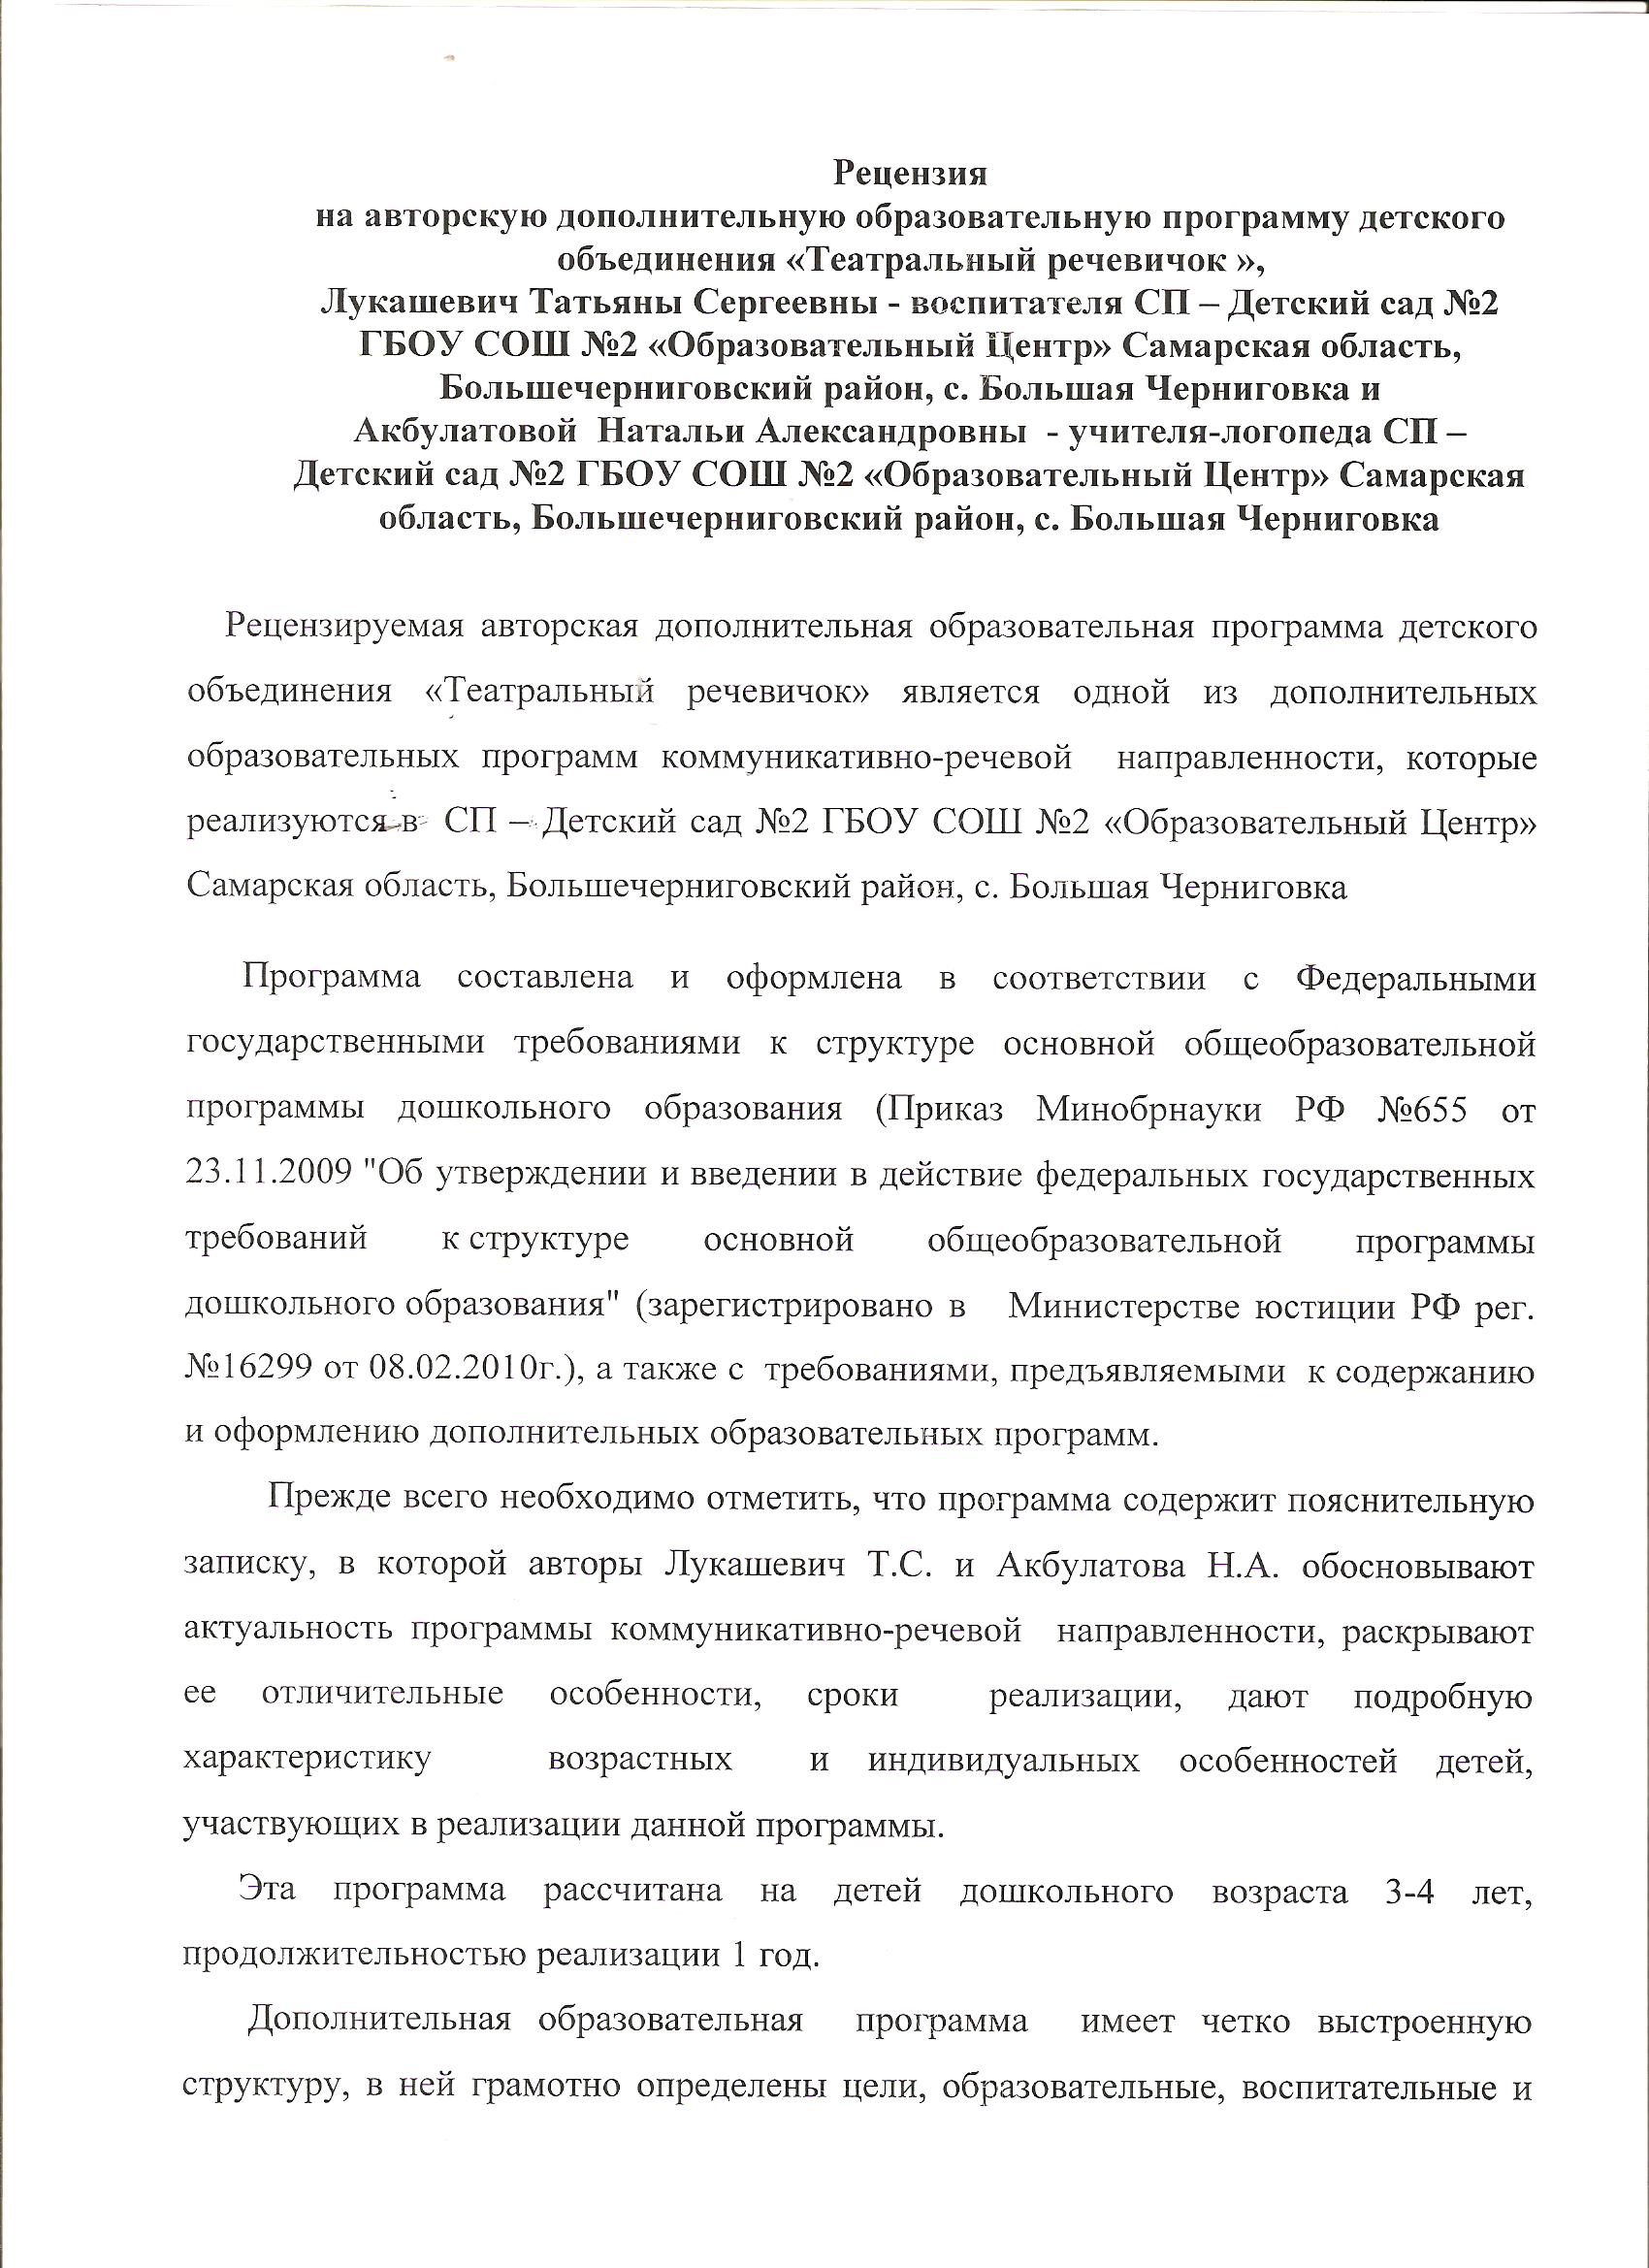 Рецензия
на авторскую дополнительную образовательную программу детского
объединения «Театральный речевичок »,
Лукашевич Татьяны Сергеевны - воспитателя СП – Детский сад №2
ГБОУ СОШ №2 «Образовательный Центр» Самарская область,
Большечерниговский район, с. Большая Черниговка и
Акбулатовой Натальи Александровны - учителя-логопеда СП –
Детский сад №2 ГБОУ СОШ №2 «Образовательный Центр» Самарская
область, Большечерниговский район, с. Большая Черниговка
Рецензируемая авторская дополнительная образовательная программа детского
объединения «Театральный речевичок» является одной из дополнительных
образовательных программ коммуникативно-речевой направленности, которые
реализуются в СП – Детский сад №2 ГБОУ СОШ №2 «Образовательный Центр»
Самарская область, Большечерниговский район, с. Большая Черниговка
Программа составлена и оформлена в соответствии с Федеральными
государственными требованиями к структуре основной общеобразовательной
программы дошкольного образования (Приказ Минобрнауки РФ №655 от
23.11.2009 "Об утверждении и введении в действие федеральных государственных
требований к структуре основной общеобразовательной программы
дошкольного образования" (зарегистрировано в Министерстве юстиции РФ рег.
№16299 от 08.02.2010г.), а также с требованиями, предъявляемыми к содержанию
и оформлению дополнительных образовательных программ.
Прежде всего необходимо отметить, что программа содержит пояснительную
записку, в которой авторы Лукашевич Т.С. и Акбулатова Н.А. обосновывают
актуальность программы коммуникативно-речевой направленности, раскрывают
ее отличительные особенности, сроки реализации, дают подробную
характеристику возрастных и индивидуальных особенностей детей,
участвующих в реализации данной программы.
Эта программа рассчитана на детей дошкольного возраста 3-4 лет,
продолжительностью реализации 1 год.
Дополнительная образовательная программа имеет четко выстроенную
структуру, в ней грамотно определены цели, образовательные, воспитательные и